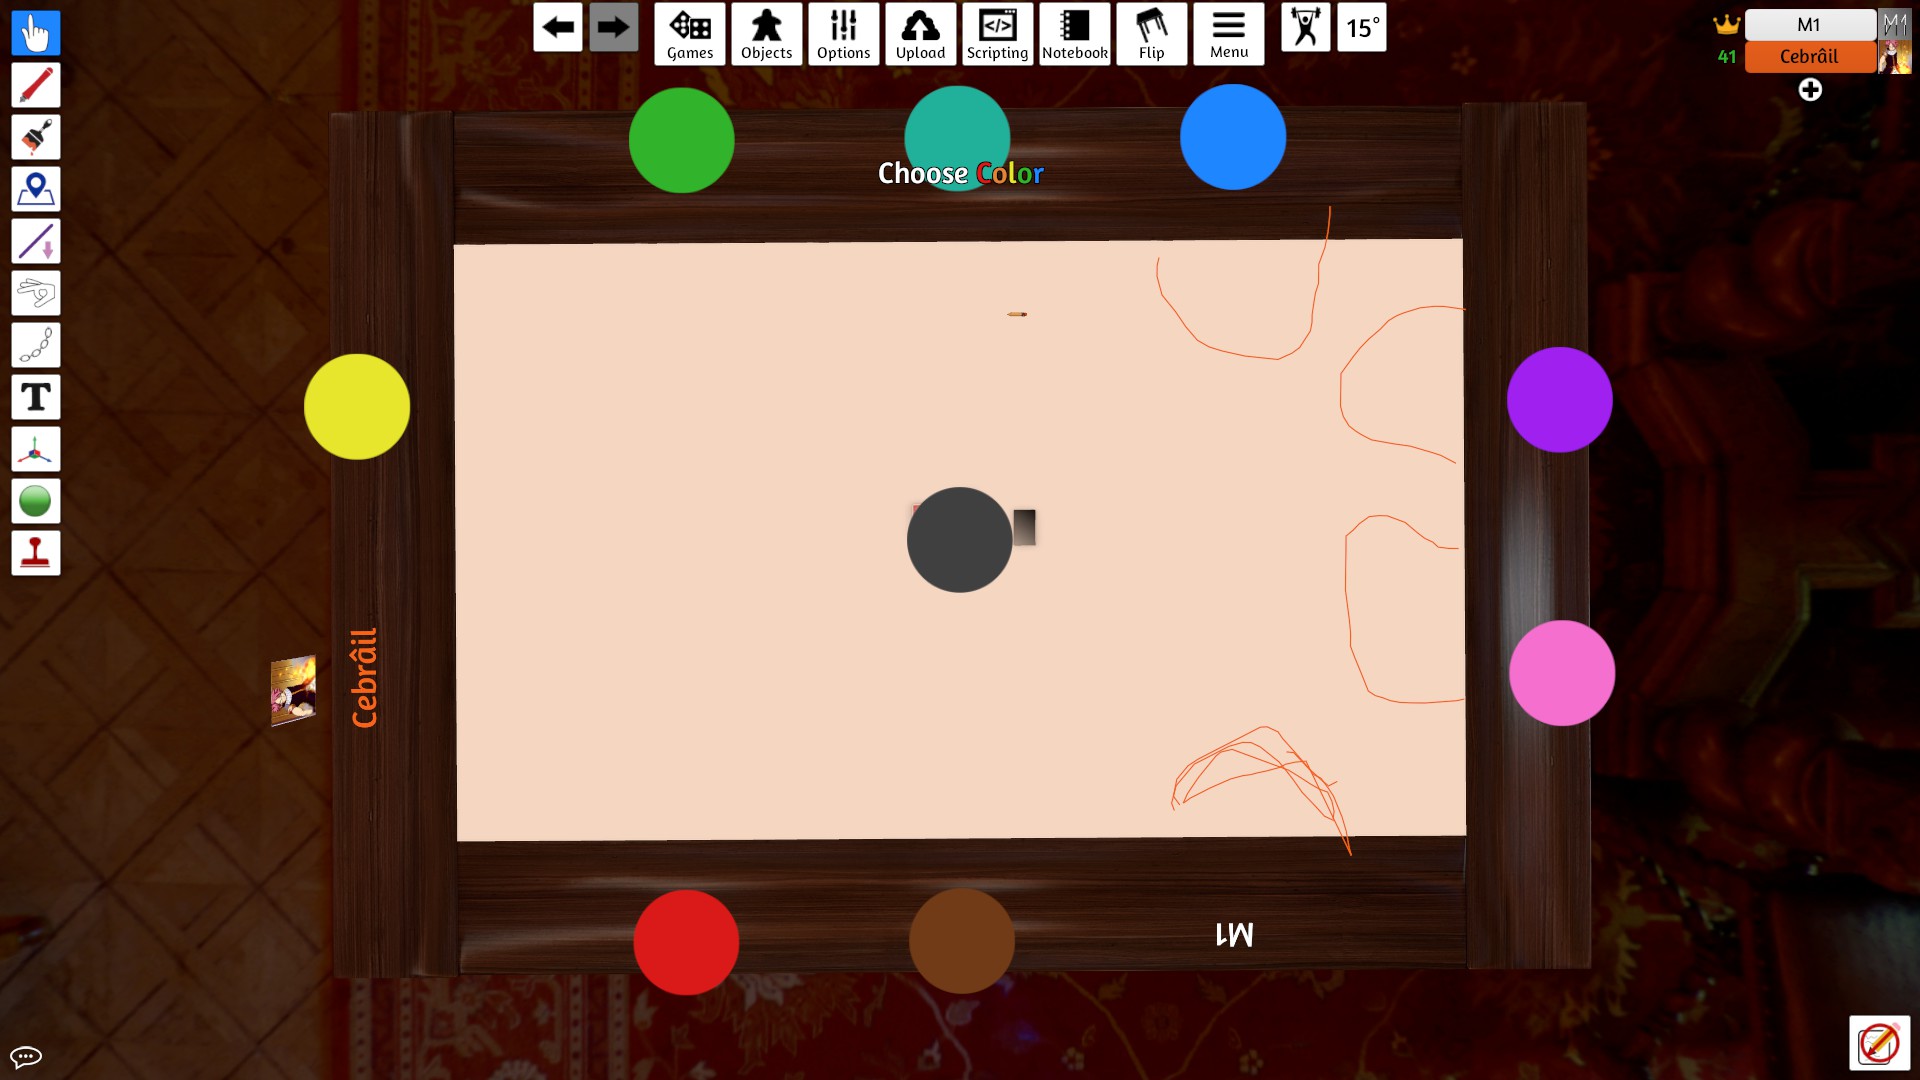 Games
Objects
Options
Upload
Scripting
Notebook
Flip
Menu
15°
M1
41
Cebrâil
Choose Color
T
Cebrâil
M1